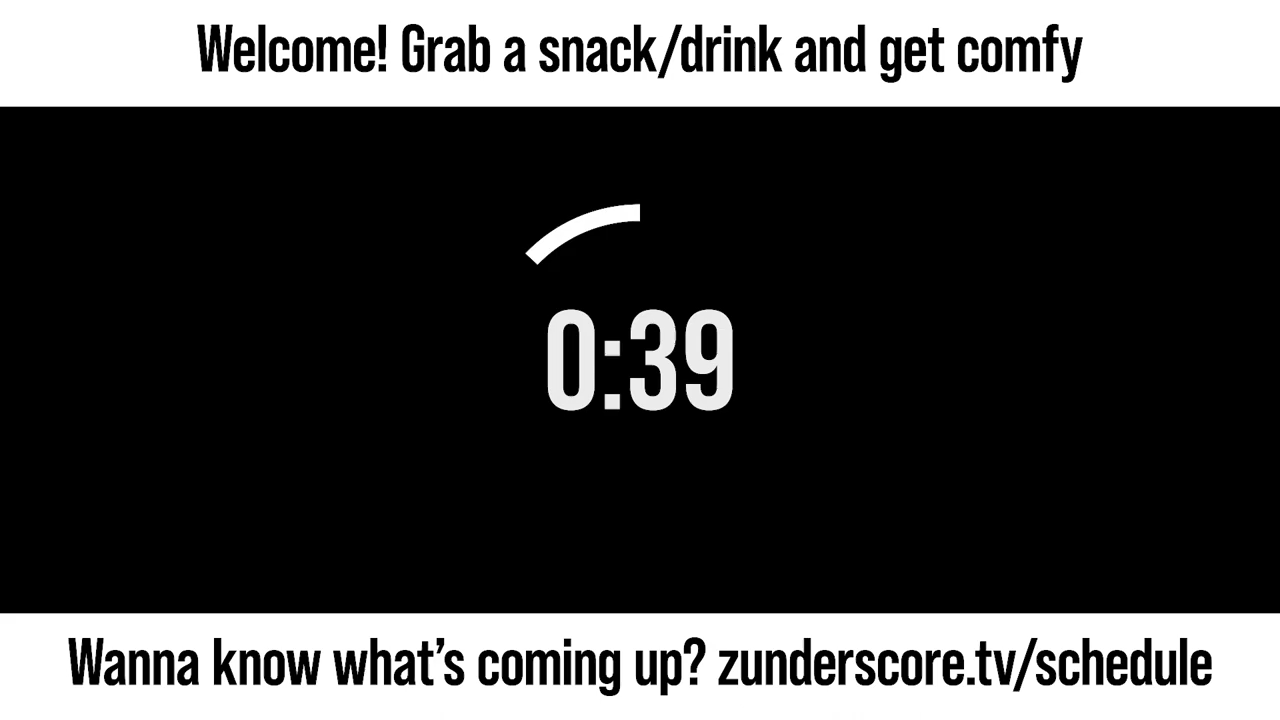 Welcome! Grab a snack/drink and get comfy
0:39
Wanna know what's coming up? zunderscore.tv/schedule